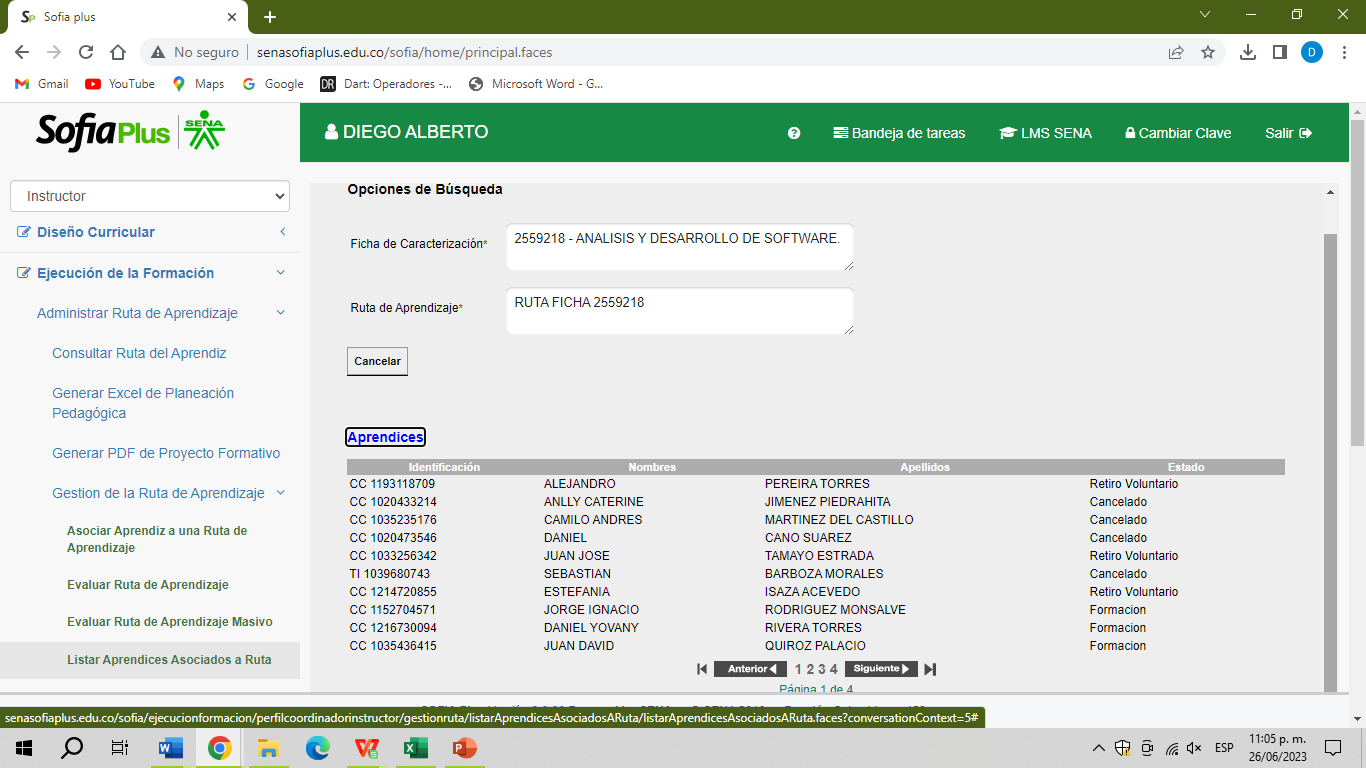 Sofia plus
No seguro
senasofiaplus.edu.co/sofia/home/principal.faces
D
Gmail
YouTube
Maps
Google
DR
Dart: Operadores -...
Microsoft Word - G...
SofiaPlus SENA
DIEGO ALBERTO
Bandeja de tareas
LMS SENA
Cambiar Clave
Salir
Instructor
Diseño Curricular
Ejecución de la Formación
Administrar Ruta de Aprendizaje
Consultar Ruta del Aprendiz
Generar Excel de Planeación
Pedagógica
Generar PDF de Proyecto Formativo
Gestion de la Ruta de Aprendizaje
Asociar Aprendiz a una Ruta de
Aprendizaje
Evaluar Ruta de Aprendizaje
Evaluar Ruta de Aprendizaje Masivo
Listar Aprendices Asociados a Ruta
Opciones de Búsqueda
Ficha de Caracterización* 2559218 - ANALISIS Y DESARROLLO DE SOFTWARE.
Ruta de Aprendizaje* RUTA FICHA 2559218
Cancelar
Aprendices
Identificación Nombres Apellidos Estado
CC 1193118709 ALEJANDRO PEREIRA TORRES Retiro Voluntario
CC 1020433214 ANLLY CATERINE JIMENEZ PIEDRAHITA Cancelado
CC 1035235176 CAMILO ANDRES MARTINEZ DEL CASTILLO Cancelado
CC 1020473546 DANIEL CANO SUAREZ Cancelado
CC 1033256342 JUAN JOSE TAMAYO ESTRADA Retiro Voluntario
TI 1039680743 SEBASTIAN BARBOZA MORALES Cancelado
CC 1214720855 ESTEFANIA ISAZA ACEVEDO Retiro Voluntario
CC 1152704571 JORGE IGNACIO RODRIGUEZ MONSALVE Formacion
CC 1216730094 DANIEL YOVANY RIVERA TORRES Formacion
CC 1035436415 JUAN DAVID QUIROZ PALACIO Formacion
Anterior 1 2 3 4 Siguiente
Página 1 de 4
senasofiaplus.edu.co/sofia/ejecucionformacion/perfilcoordinadorinstructor/gestionruta/listarAprendicesAsociadosARuta/listarAprendicesAsociadosARuta.faces?conversationContext=5#
ESP
11:05 p. m.
26/06/2023